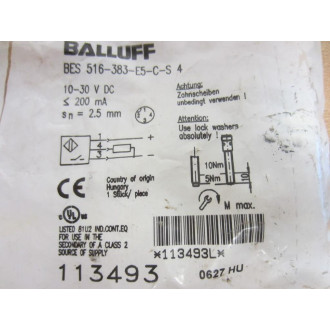 BALLUFF
BES 516-383-E5-C-S 4
10-30 V DC
≤ 200 mA
sn = 2.5 mm
Achtung:
Zahnscheiben
unbedingt verwenden !
Attention:
Use lock washers
absolutely !
10Nm
5Nm
M max.
CE
Country of origin
Hungary
1 Stück/ piece
UL
LISTED 81U2 IND.CONT.EQ
FOR USE IN THE
SECONDARY OF A CLASS 2
SOURCE OF SUPPLY
113493
*113493L*
0627 HU